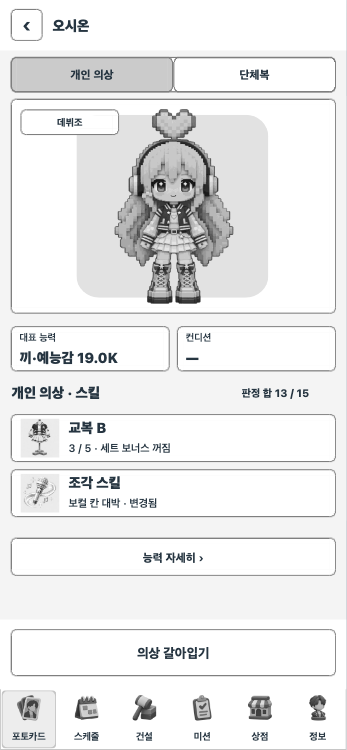 ‹ 오시온
개인 의상 단체복
데뷔조
대표 능력
끼·예능감 19.0K
컨디션
—
개인 의상 · 스킬 판정 합 13 / 15
교복 B
3 / 5 · 세트 보너스 꺼짐
조각 스킬
보컬 칸 대박 · 변경됨
능력 자세히 ›
의상 갈아입기
포토카드 스케줄 건설 미션 상점 정보